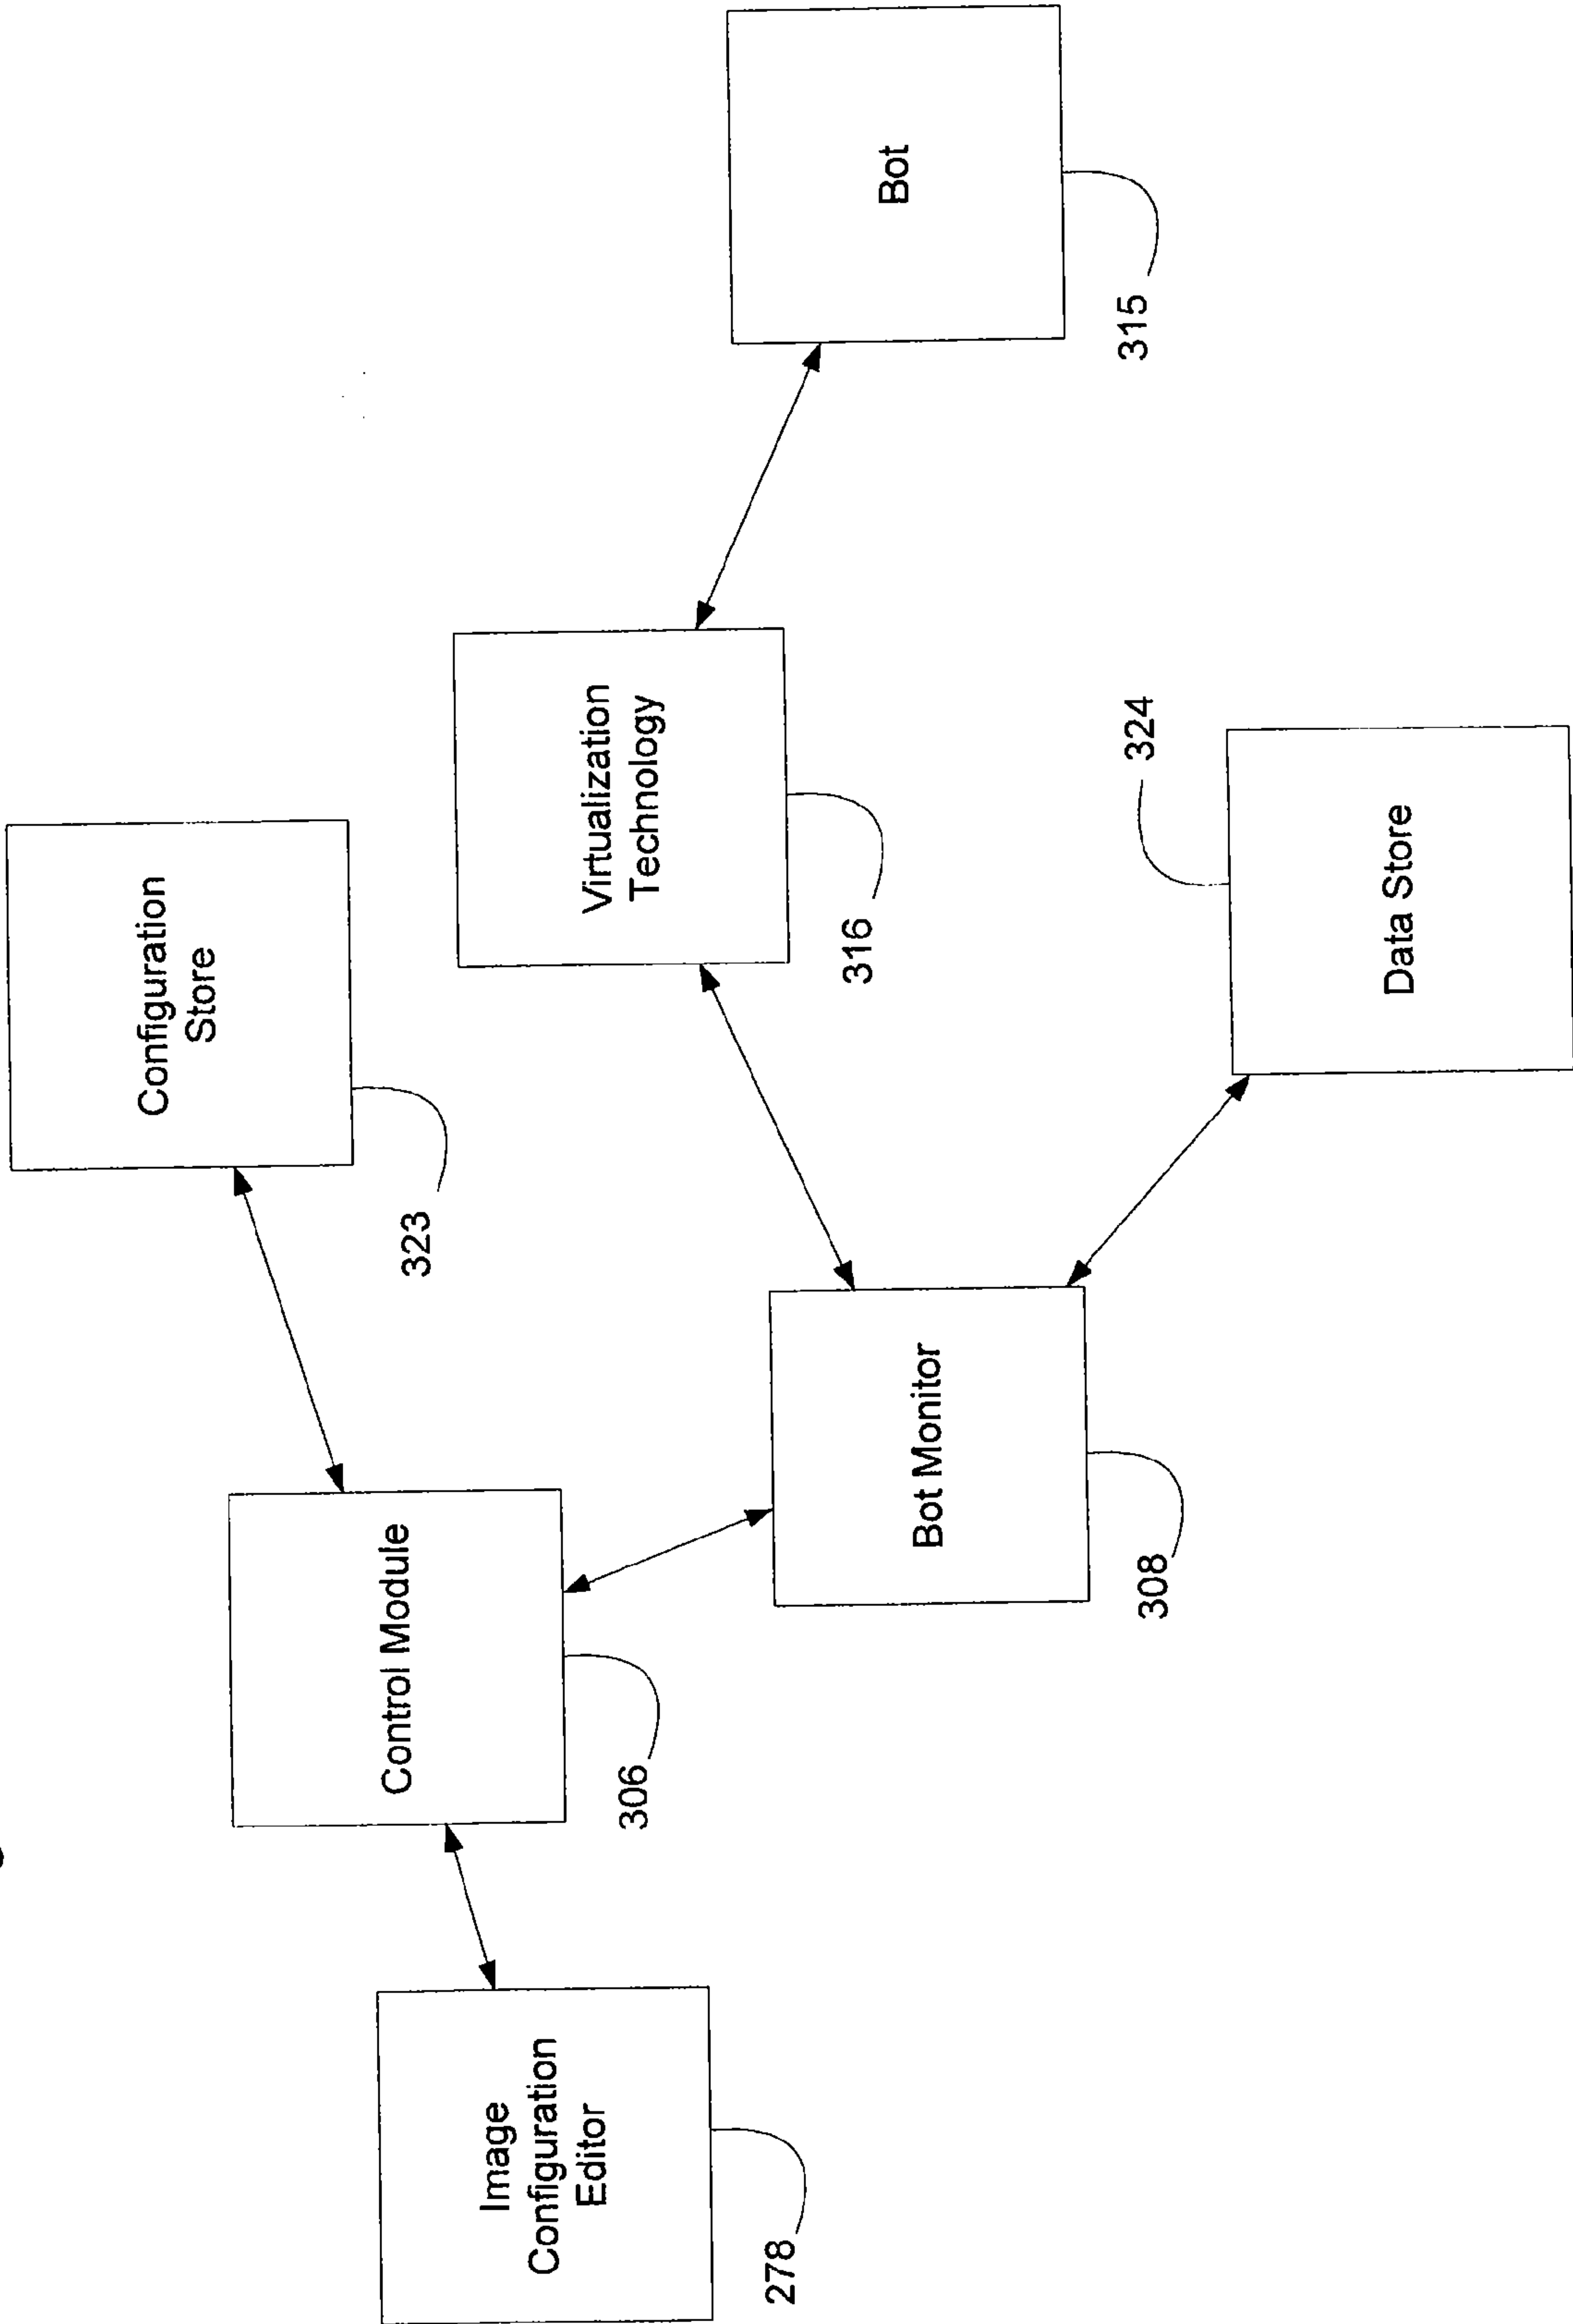 Configuration
Store
323
Control Module
306
Image
Configuration
Editor
278
Virtualization
Technology
316
Bot
315
Bot Monitor
308
Data Store
324